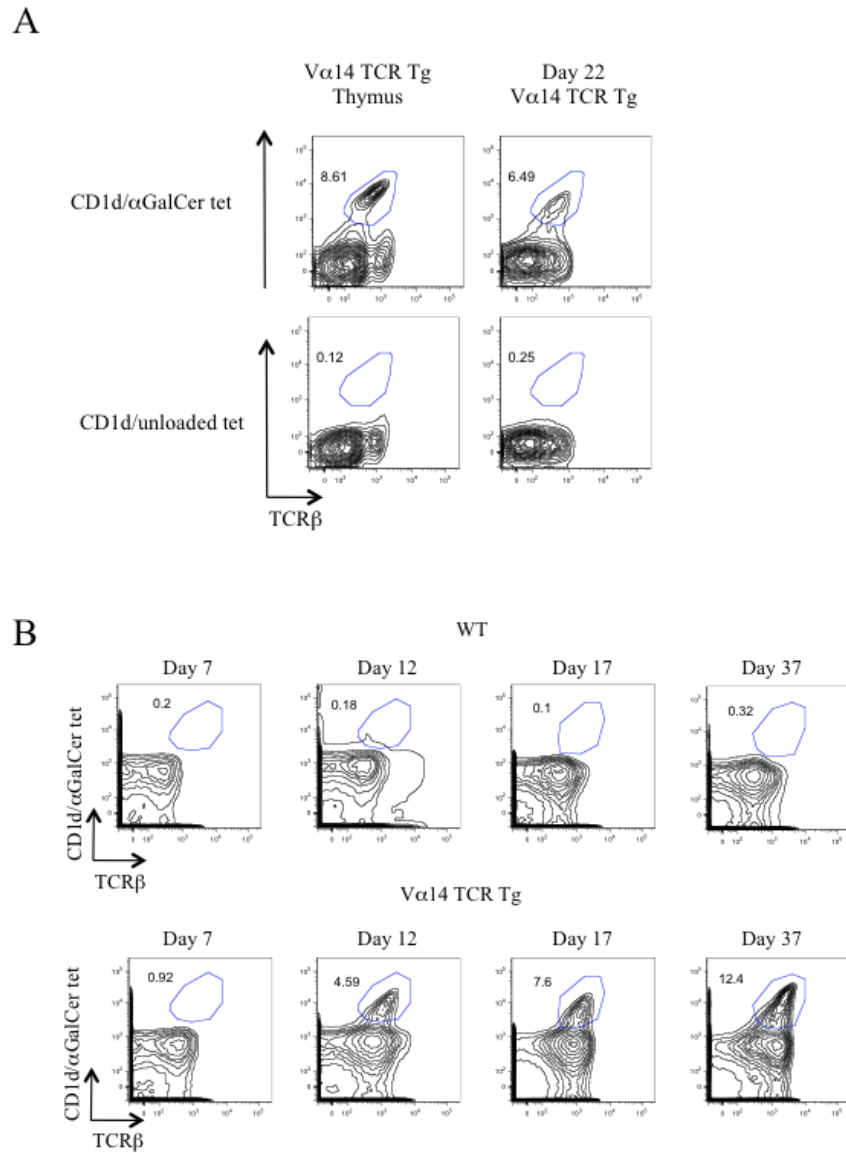 A
Vα14 TCR Tg
Thymus
Day 22
Vα14 TCR Tg
CD1d/αGalCer tet
8.61
6.49
CD1d/unloaded tet
0.12
0.25
TCRβ
B
WT
Day 7
Day 12
Day 17
Day 37
CD1d/αGalCer tet
0.2
0.18
0.1
0.32
TCRβ
Vα14 TCR Tg
Day 7
Day 12
Day 17
Day 37
CD1d/αGalCer tet
0.92
4.59
7.6
12.4
TCRβ